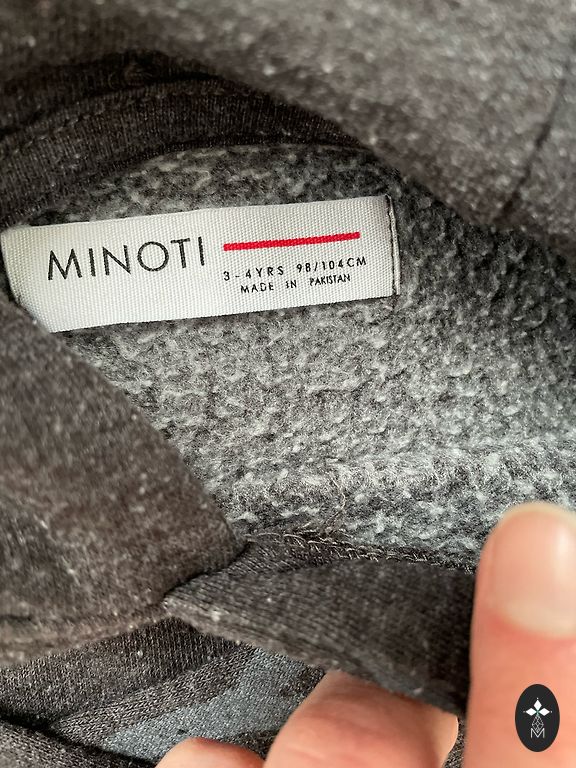 MINOTI
3-4YRS 98/104CM
MADE IN PAKISTAN
M